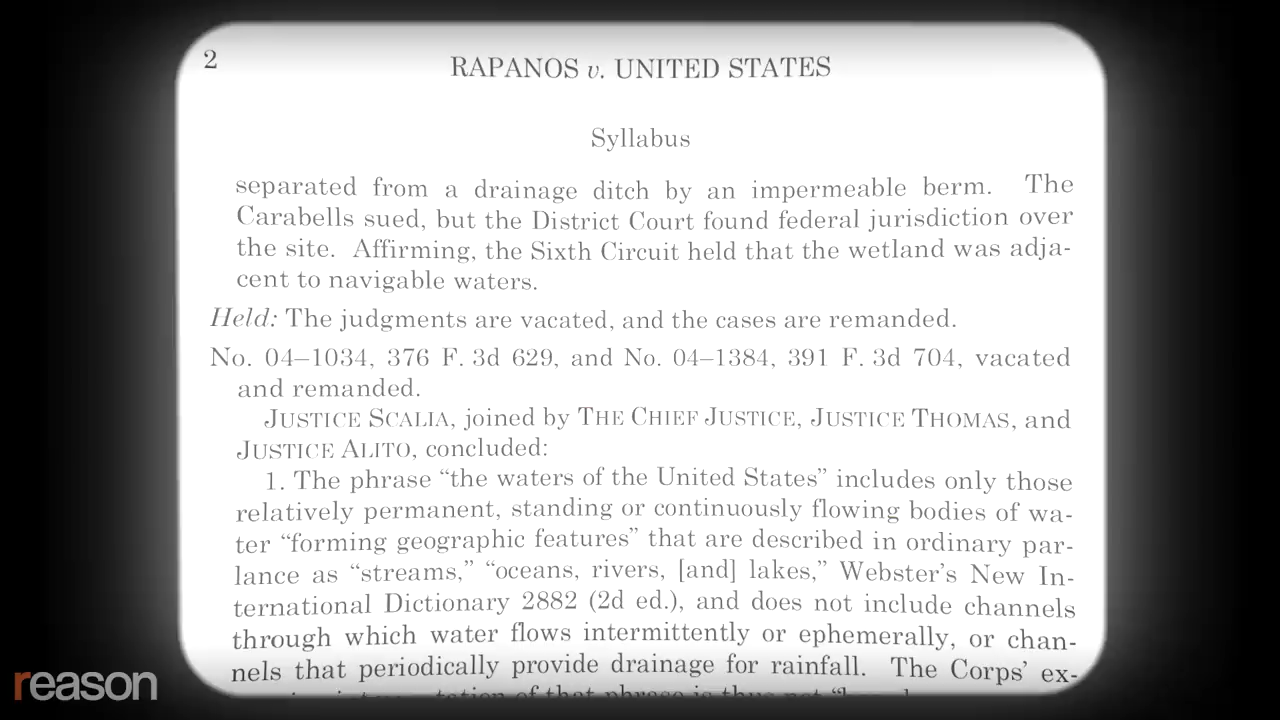 2
RAPANOS v. UNITED STATES
Syllabus
separated from a drainage ditch by an impermeable berm. The
Carabells sued, but the District Court found federal jurisdiction over
the site. Affirming, the Sixth Circuit held that the wetland was adja-
cent to navigable waters.
Held: The judgments are vacated, and the cases are remanded.
No. 04–1034, 376 F. 3d 629, and No. 04–1384, 391 F. 3d 704, vacated
and remanded.
JUSTICE SCALIA, joined by THE CHIEF JUSTICE, JUSTICE THOMAS, and
JUSTICE ALITO, concluded:
1. The phrase “the waters of the United States” includes only those
relatively permanent, standing or continuously flowing bodies of wa-
ter “forming geographic features” that are described in ordinary par-
lance as “streams,” “oceans, rivers, [and] lakes,” Webster’s New In-
ternational Dictionary 2882 (2d ed.), and does not include channels
through which water flows intermittently or ephemerally, or chan-
nels that periodically provide drainage for rainfall. The Corps’ ex-
of that phrase is thus not
reason